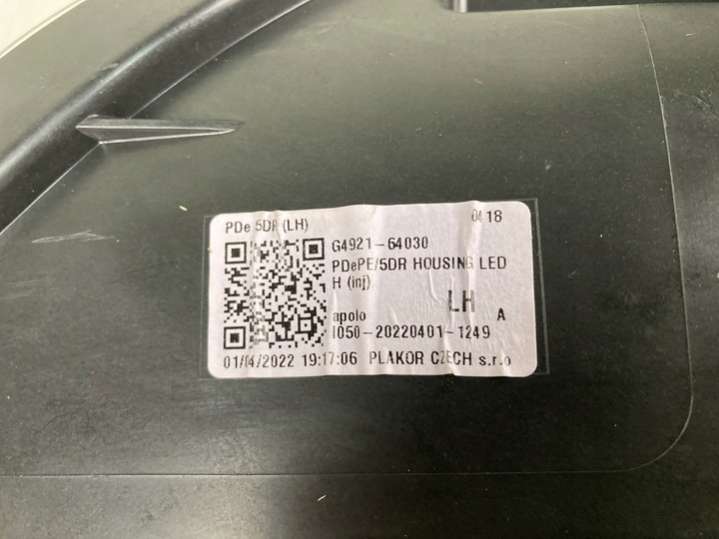 PDe 5DR (LH) 0418
G4921-64030
PDePE/5DR HOUSING LED
H (inj)
LH A
apolo
I050-20220401-1249
01/04/2022 19:17:06 PLAKOR CZECH s.r.o